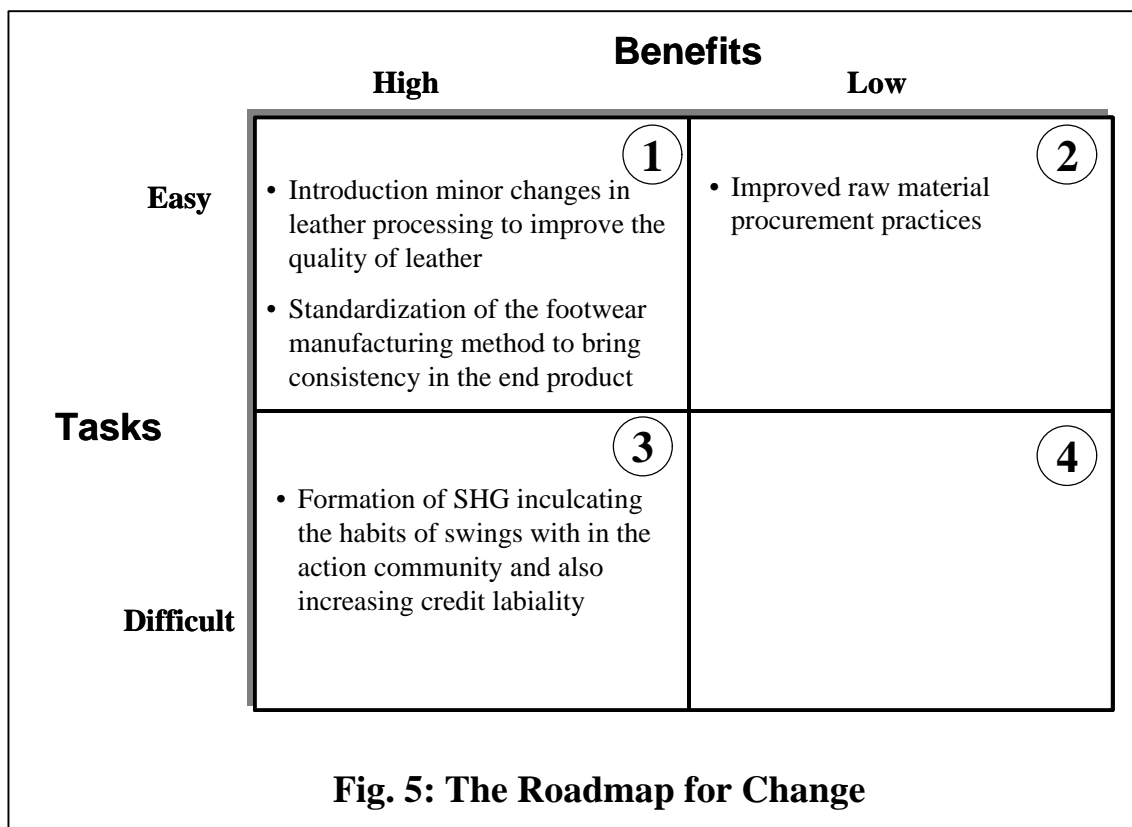 Benefits
High
Low
Easy
1
• Introduction minor changes in
leather processing to improve the
quality of leather
• Standardization of the footwear
manufacturing method to bring
consistency in the end product
2
• Improved raw material
procurement practices
Tasks
Difficult
3
• Formation of SHG inculcating
the habits of swings with in the
action community and also
increasing credit labiality
4
Fig. 5: The Roadmap for Change